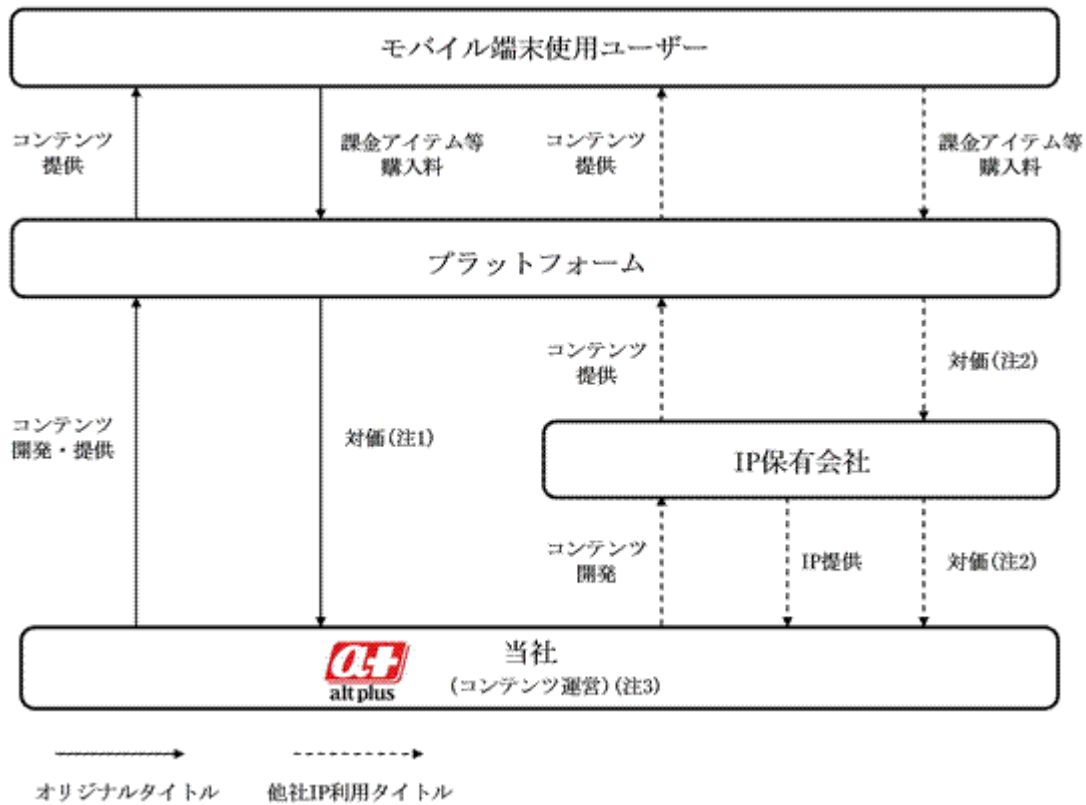 モバイル端末使用ユーザー
コンテンツ
提供
課金アイテム等
購入料
コンテンツ
提供
課金アイテム等
購入料
プラットフォーム
コンテンツ
開発・提供
対価(注1)
コンテンツ
提供
対価(注2)
IP保有会社
コンテンツ
開発
IP提供
対価(注2)
a+
alt plus
当社
(コンテンツ運営)(注3)
オリジナルタイトル
他社IP利用タイトル